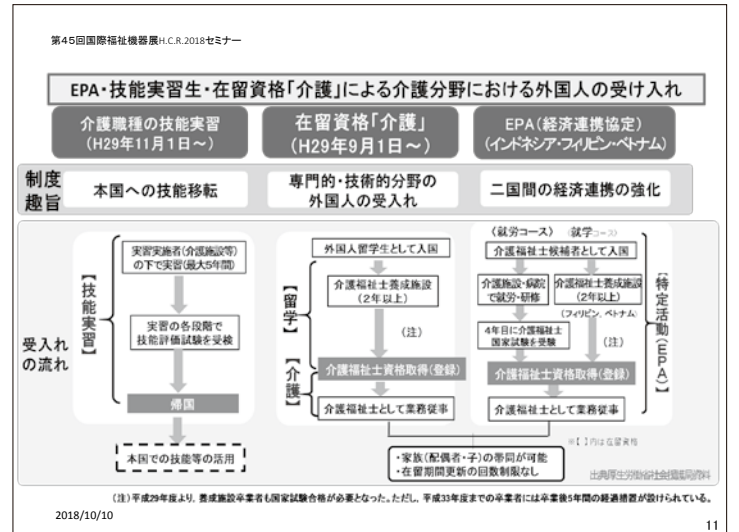 第45回国際福祉機器展H.C.R.2018セミナー
EPA・技能実習生・在留資格「介護」による介護分野における外国人の受け入れ
介護職種の技能実習
（H29年11月1日～）
在留資格「介護」
（H29年9月1日～）
EPA（経済連携協定）
（インドネシア・フィリピン・ベトナム）
制度
趣旨
本国への技能移転
専門的・技術的分野の
外国人の受入れ
二国間の経済連携の強化
受入れ
の流れ
【技能実習】
実習実施者（介護施設等）
の下で実習（最大5年間）
実習の各段階で
技能評価試験を受検
帰国
本国での技能等の活用
【留学】
【介護】
外国人留学生として入国
介護福祉士養成施設
（2年以上）
（注）
介護福祉士資格取得（登録）
介護福祉士として業務従事
（就労コース）
（就学コース）
介護福祉士候補者として入国
介護施設・病院
で就労・研修
介護福祉士養成施設
（2年以上）
（フィリピン、ベトナム）
4年目に介護福祉士
国家試験を受験
（注）
介護福祉士資格取得（登録）
介護福祉士として業務従事
【特定活動（EPA）】
※【 】内は在留資格
・家族（配偶者・子）の帯同が可能
・在留期間更新の回数制限なし
出典厚生労働省社会援護局資料
（注）平成29年度より、養成施設卒業者も国家試験合格が必要となった。ただし、平成33年度までの卒業者には卒業後5年間の経過措置が設けられている。
2018/10/10
11